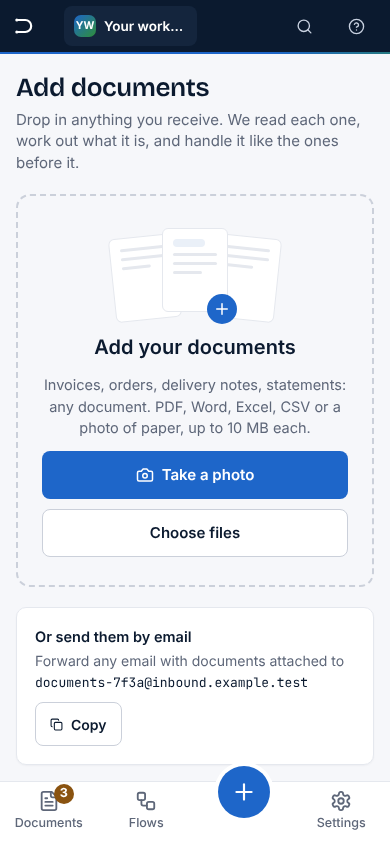 YW Your work...
Add documents
Drop in anything you receive. We read each one,
work out what it is, and handle it like the ones
before it.
Add your documents
Invoices, orders, delivery notes, statements:
any document. PDF, Word, Excel, CSV or a
photo of paper, up to 10 MB each.
Take a photo
Choose files
Or send them by email
Forward any email with documents attached to
documents-7f3a@inbound.example.test
Copy
3
Documents Flows Settings